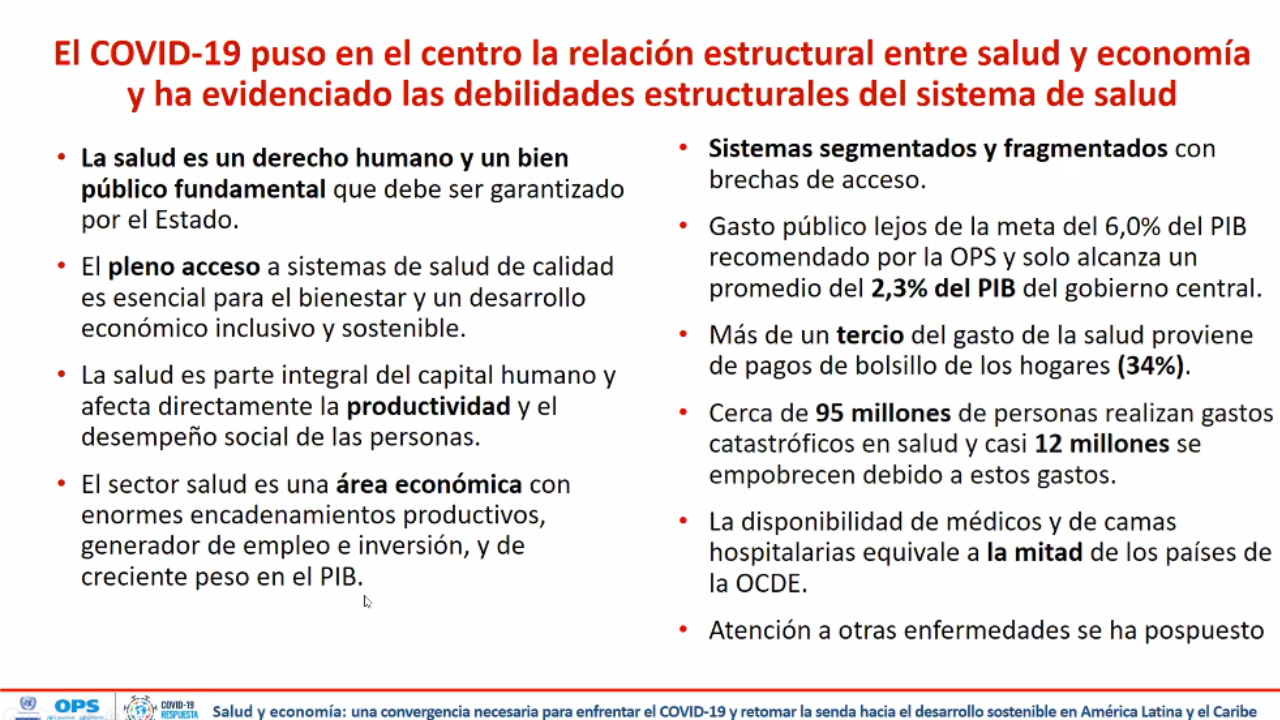 El COVID-19 puso en el centro la relación estructural entre salud y economía
y ha evidenciado las debilidades estructurales del sistema de salud
• La salud es un derecho humano y un bien
público fundamental que debe ser garantizado
por el Estado.
• El pleno acceso a sistemas de salud de calidad
es esencial para el bienestar y un desarrollo
económico inclusivo y sostenible.
• La salud es parte integral del capital humano y
afecta directamente la productividad y el
desempeño social de las personas.
• El sector salud es una área económica con
enormes encadenamientos productivos,
generador de empleo e inversión, y de
creciente peso en el PIB.
• Sistemas segmentados y fragmentados con
brechas de acceso.
• Gasto público lejos de la meta del 6,0% del PIB
recomendado por la OPS y solo alcanza un
promedio del 2,3% del PIB del gobierno central.
• Más de un tercio del gasto de la salud proviene
de pagos de bolsillo de los hogares (34%).
• Cerca de 95 millones de personas realizan gastos
catastróficos en salud y casi 12 millones se
empobrecen debido a estos gastos.
• La disponibilidad de médicos y de camas
hospitalarias equivale a la mitad de los países de
la OCDE.
• Atención a otras enfermedades se ha pospuesto
OPS
COVID-19
RESPUESTA
Salud y economía: una convergencia necesaria para enfrentar el COVID-19 y retomar la senda hacia el desarrollo sostenible en América Latina y el Caribe